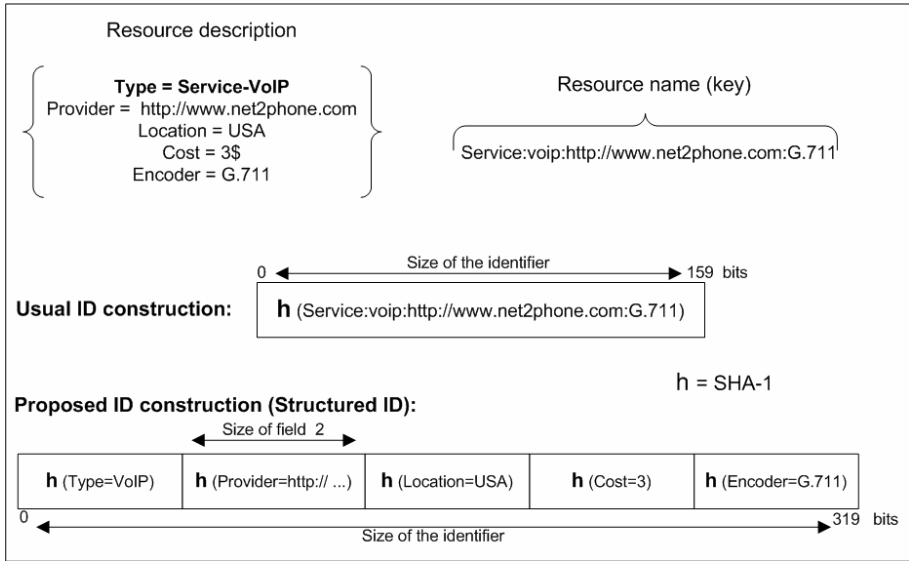 Resource description
Type = Service-VoIP
Provider = http://www.net2phone.com
Location = USA
Cost = 3$
Encoder = G.711
Resource name (key)
Service:voip:http://www.net2phone.com:G.711
0 Size of the identifier 159 bits
Usual ID construction: h (Service:voip:http://www.net2phone.com:G.711)
h = SHA-1
Proposed ID construction (Structured ID):
Size of field 2
h (Type=VoIP) h (Provider=http:// ...) h (Location=USA) h (Cost=3) h (Encoder=G.711)
0 319 bits
Size of the identifier